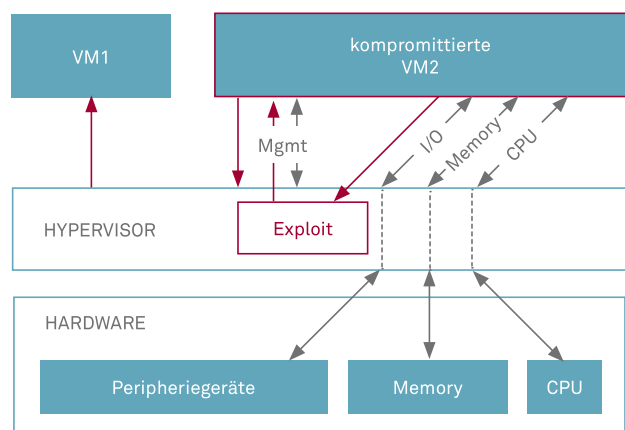 VM1
kompromittierte
VM2
Mgmt
I/O
Memory
CPU
HYPERVISOR
Exploit
HARDWARE
Peripheriegeräte
Memory
CPU